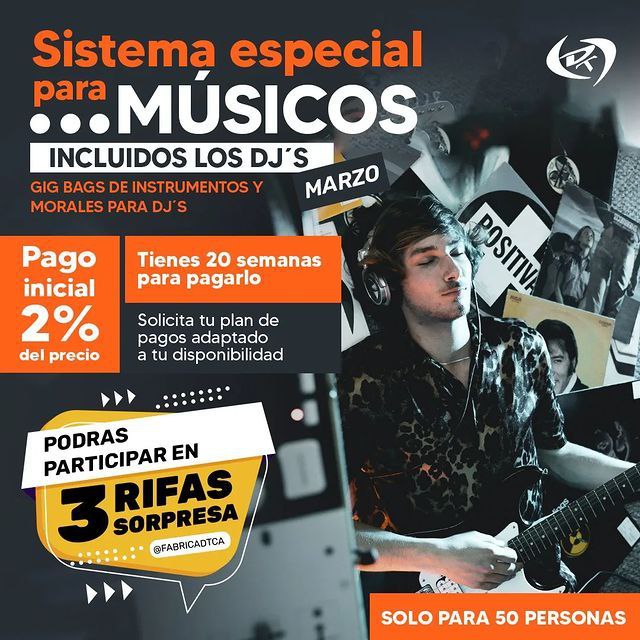 Sistema especial
para
...MÚSICOS
INCLUIDOS LOS DJ´S
GIG BAGS DE INSTRUMENTOS Y
MORALES PARA DJ´S
MARZO
Pago
inicial
2%
del precio
Tienes 20 semanas
para pagarlo
Solicita tu plan de
pagos adaptado
a tu disponibilidad
POSITIVA
PODRAS
PARTICIPAR EN
3 RIFAS
SORPRESA
@FABRICADTCA
SOLO PARA 50 PERSONAS